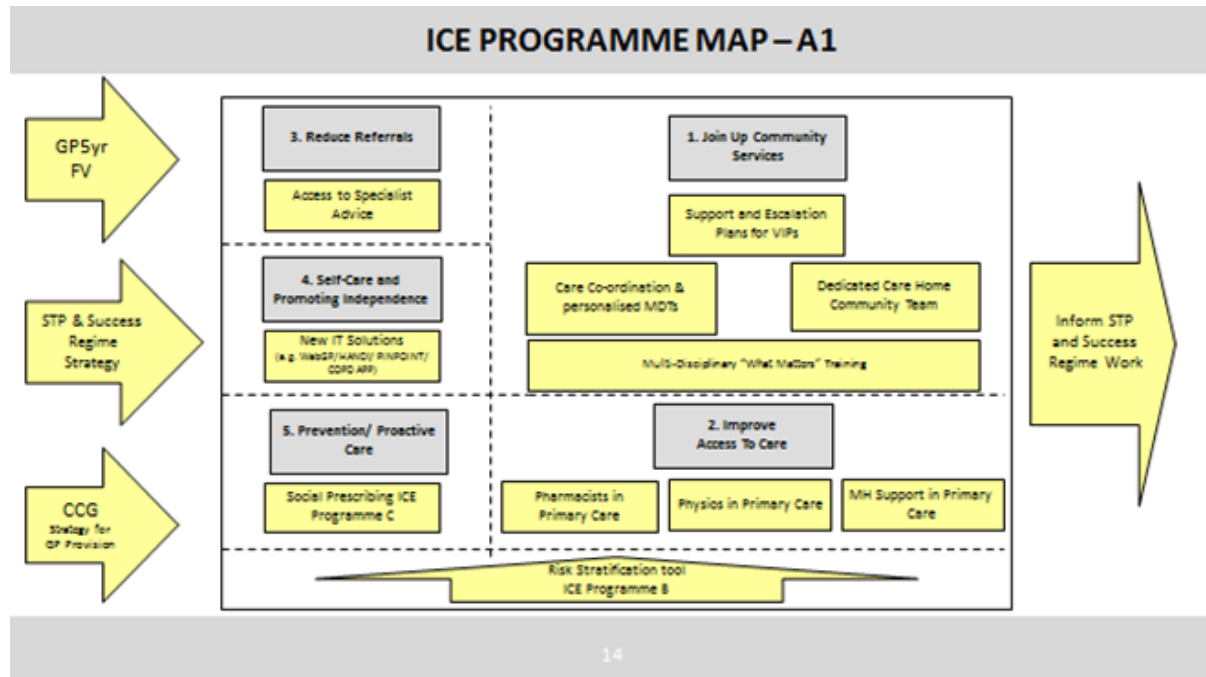 ICE PROGRAMME MAP – A1
GP5yr
FV
STP & Success
Regime
Strategy
CCG
Strategy for
GP Provision
3. Reduce Referrals
Access to Specialist
Advice
4. Self-Care and
Promoting Independence
New IT Solutions
(e.g. WebGP/ HANDI/ PINPOINT/
COPD APP)
5. Prevention/ Proactive
Care
Social Prescribing ICE
Programme C
1. Join Up Community
Services
Support and Escalation
Plans for VIPs
Care Co-ordination &
personalised MDTs
Dedicated Care Home
Community Team
Multi-Disciplinary "What Matters" Training
2. Improve
Access To Care
Pharmacists in
Primary Care
Physios in Primary Care
MH Support in Primary
Care
Risk Stratification tool
ICE Programme B
Inform STP
and Success
Regime Work
14